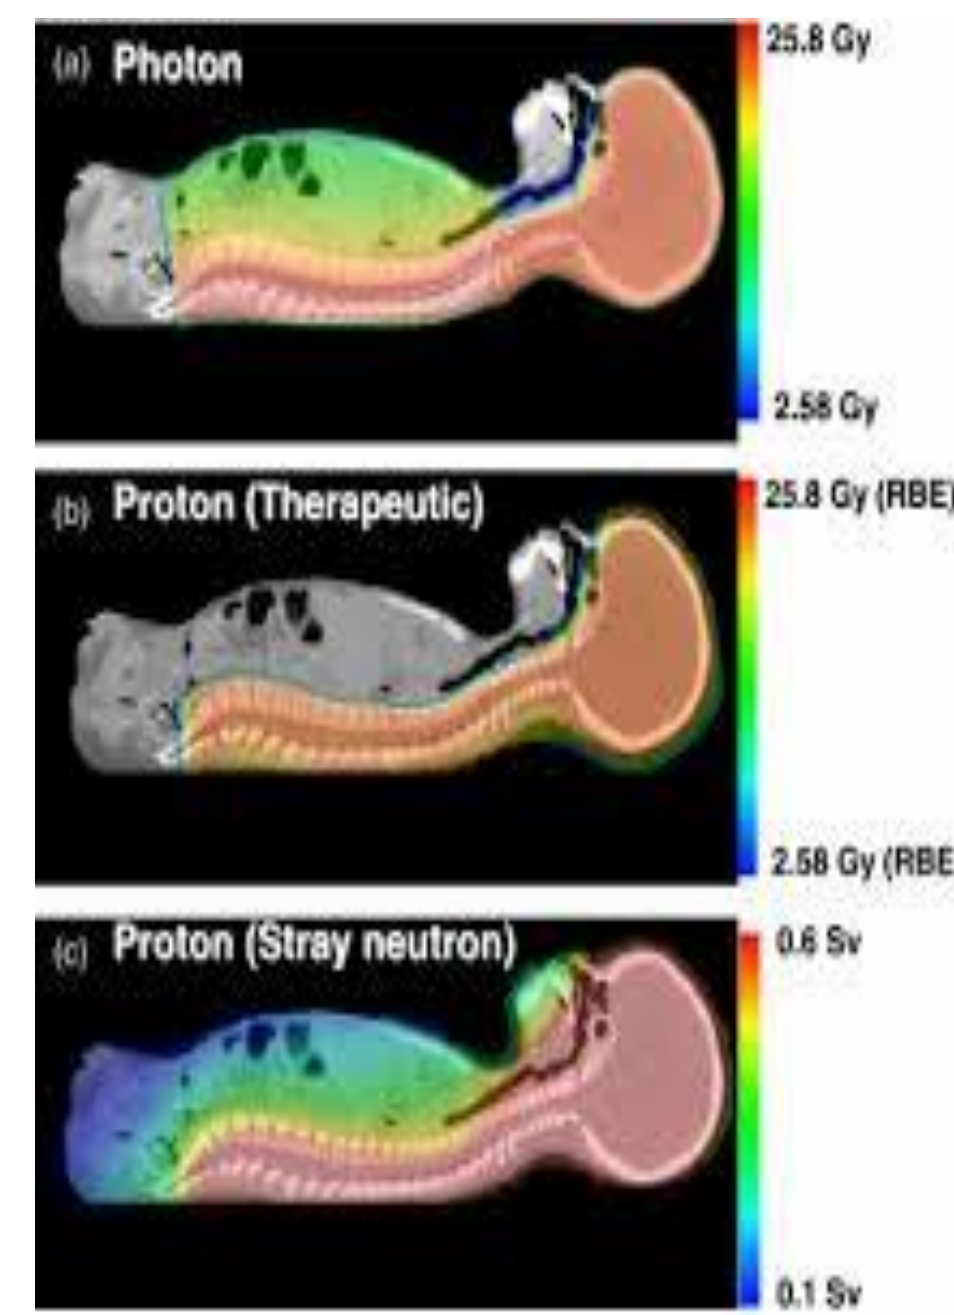 (a) Photon
25.8 Gy
2.58 Gy
(b) Proton (Therapeutic)
25.8 Gy (RBE)
2.58 Gy (RBE
(c) Proton (Stray neutron)
0.6 Sv
0.1 Sv